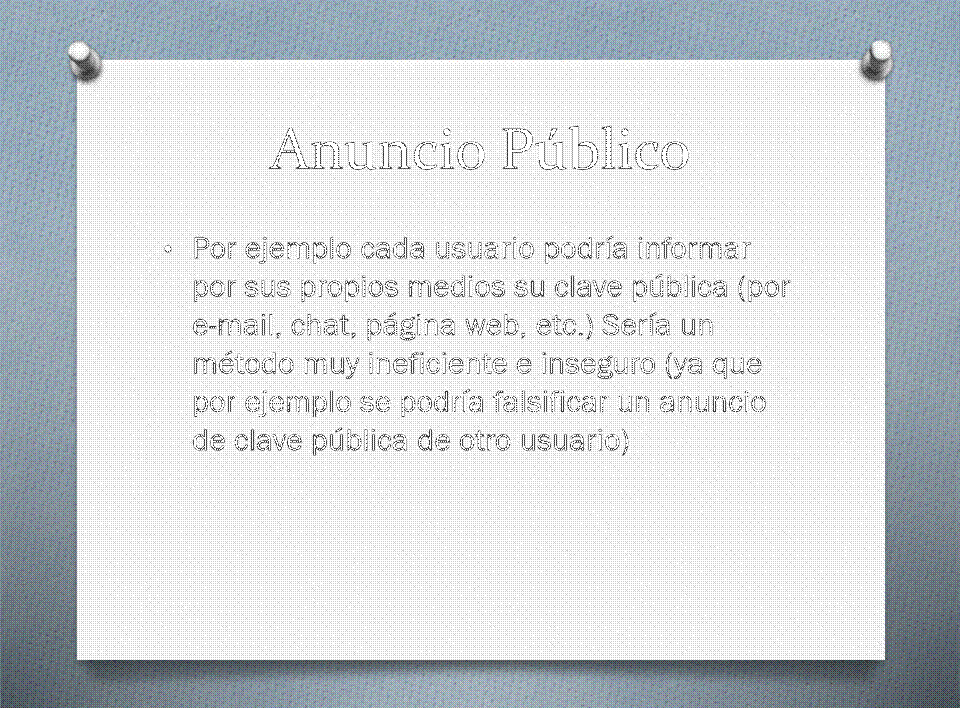 Anuncio Público
• Por ejemplo cada usuario podría informar
por sus propios medios su clave pública (por
e-mail, chat, página web, etc.) Sería un
método muy ineficiente e inseguro (ya que
por ejemplo se podría falsificar un anuncio
de clave pública de otro usuario)